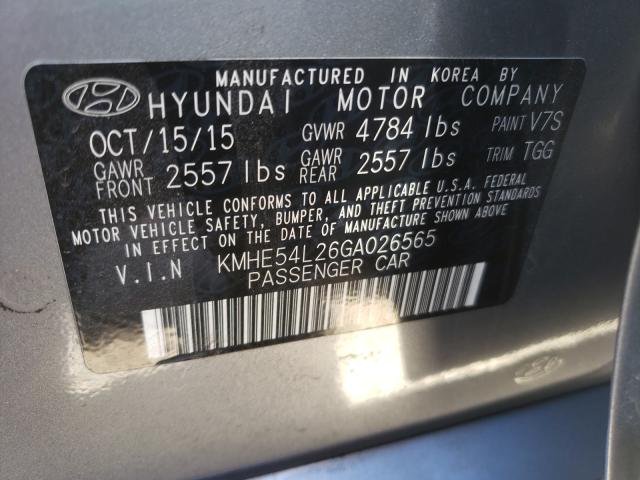 MANUFACTURED IN KOREA BY
HYUNDAI MOTOR COMPANY
OCT/15/15 GVWR 4784 lbs PAINT V7S
GAWR FRONT 2557 lbs GAWR REAR 2557 lbs TRIM TGG
THIS VEHICLE CONFORMS TO ALL APPLICABLE U.S.A. FEDERAL
MOTOR VEHICLE SAFETY, BUMPER, AND THEFT PREVENTION STANDARDS
IN EFFECT ON THE DATE OF MANUFACTURE SHOWN ABOVE
V.I.N KMHE54L26GA026565
PASSENGER CAR